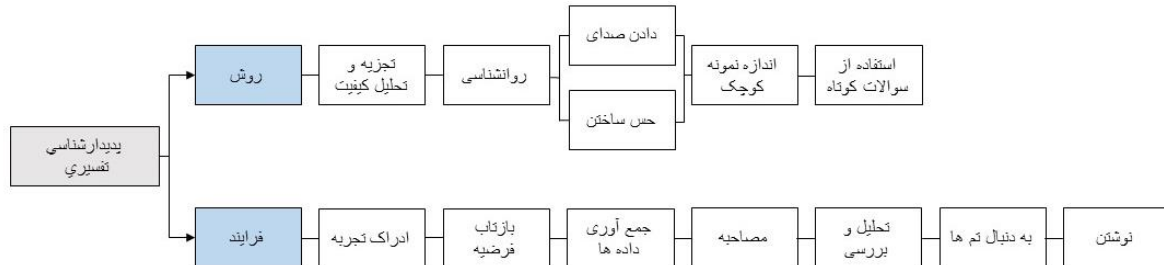 پدیدارشناسي
تفسيري
روش
تجزیه و
تحلیل کیفیت
روانشناسی
دادن صدای
حس ساختن
اندازه نمونه
کوچک
استفاده از
سوالات کوتاه
فرایند
ادراک تجربه
بازتاب
فرضیه
جمع آوری
داده ها
مصاحبه
تحلیل و
بررسی
به دنبال تم ها
نوشتن